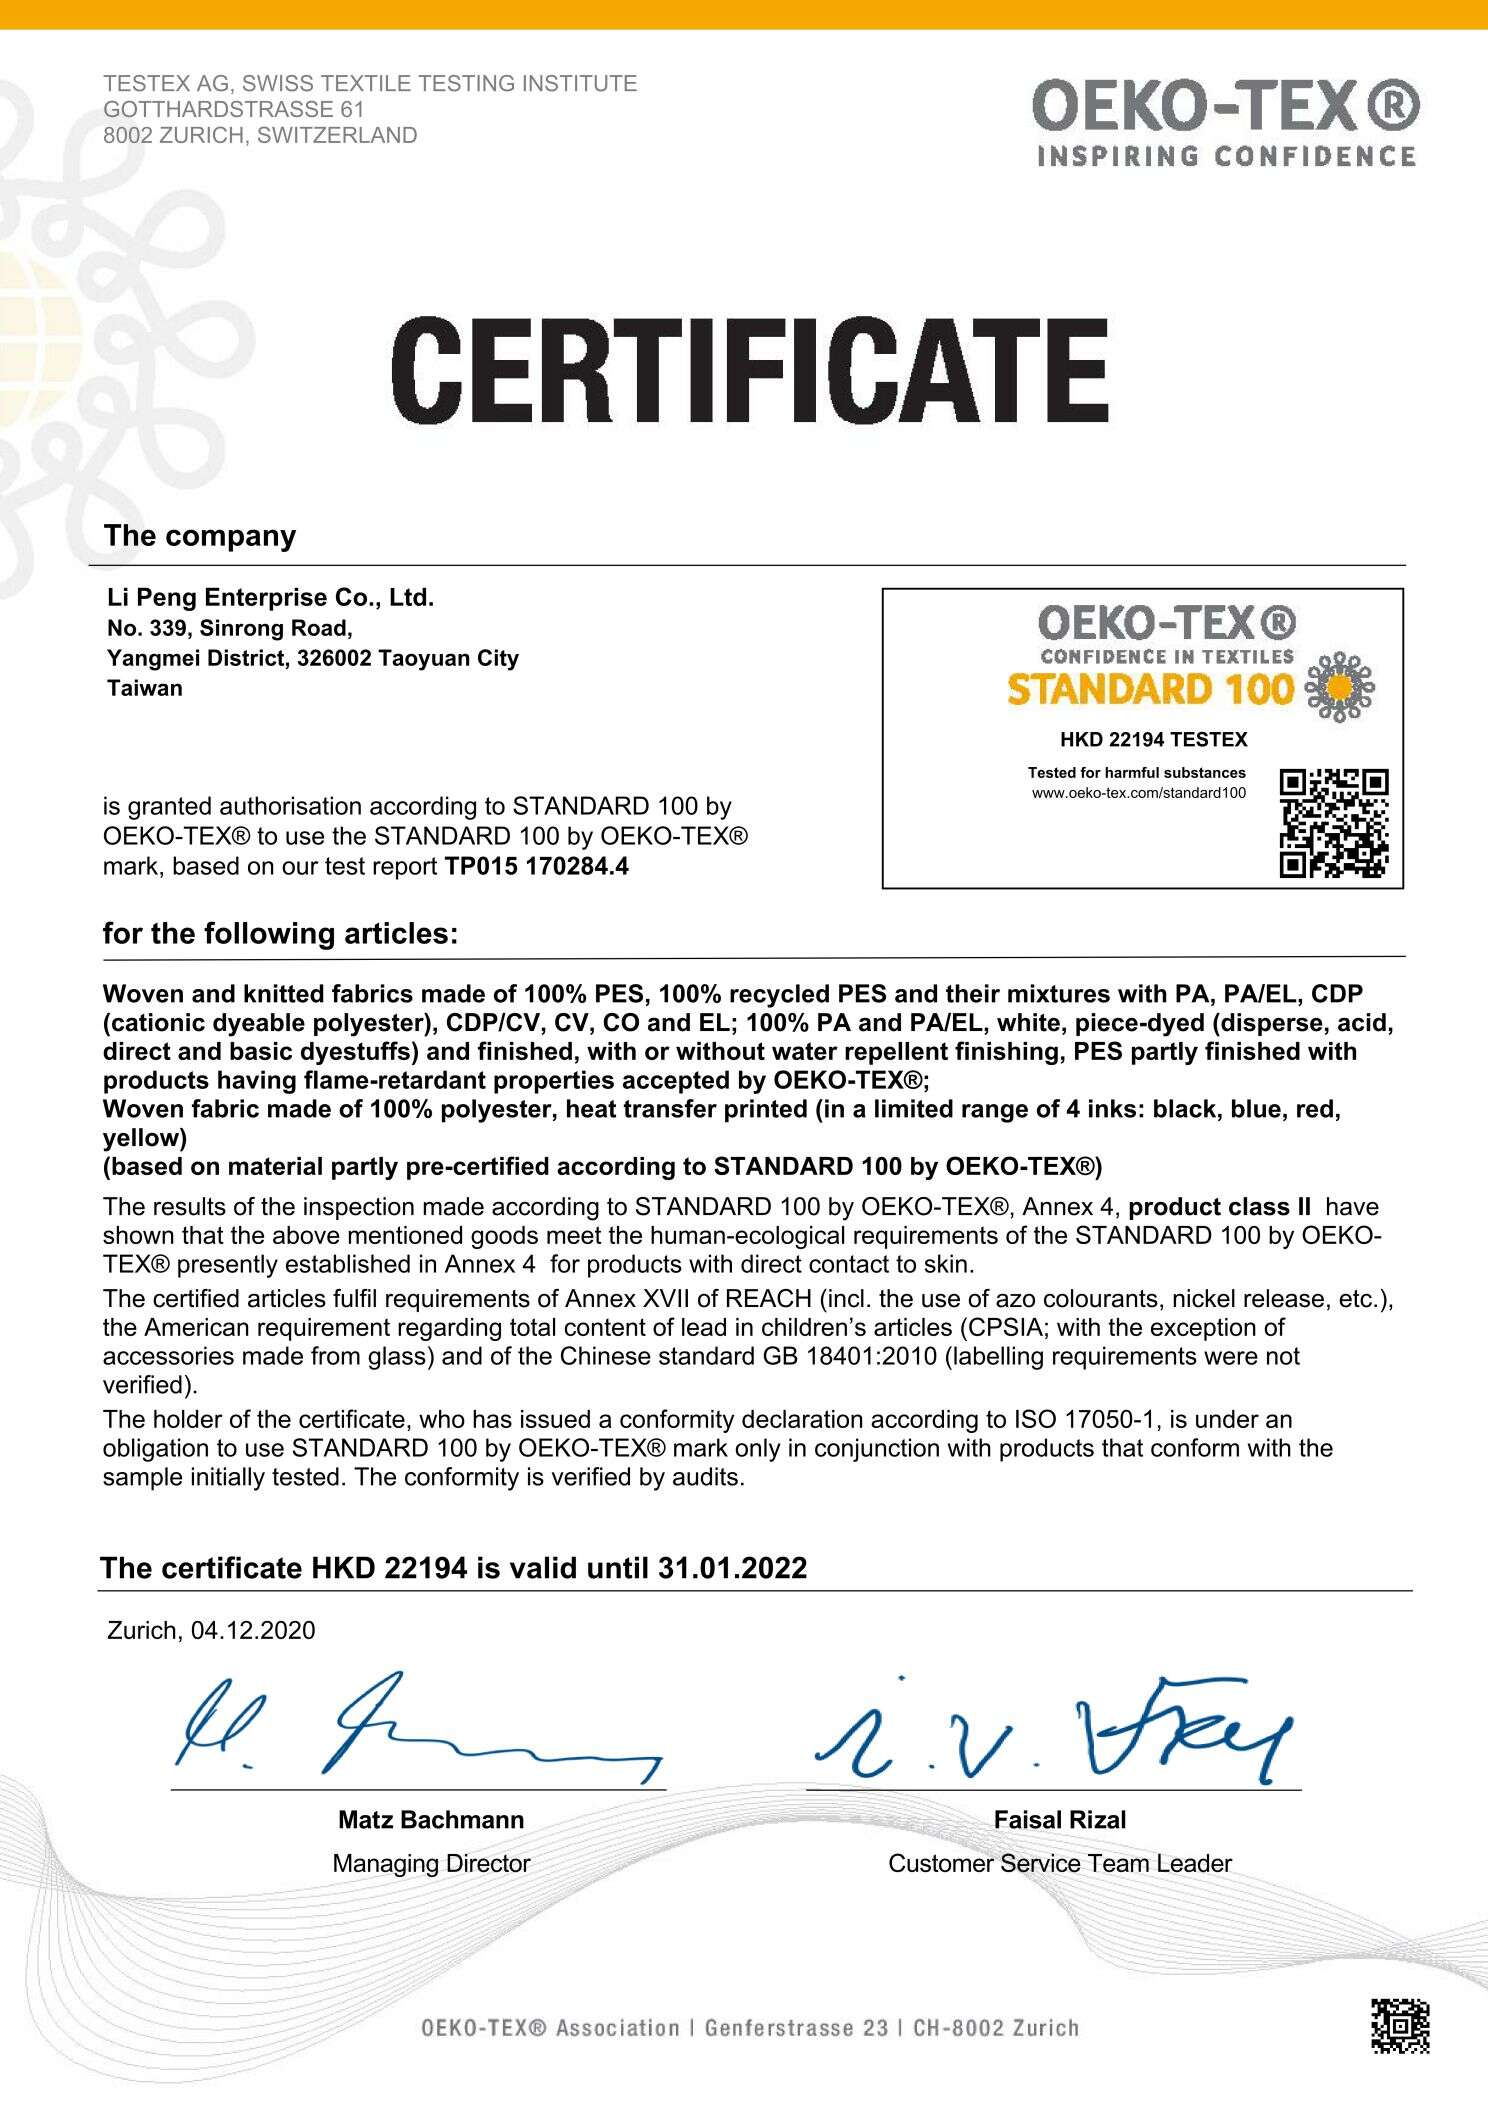 TESTEX AG, SWISS TEXTILE TESTING INSTITUTE
GOTTHARDSTRASSE 61
8002 ZURICH, SWITZERLAND
OEKO-TEX®
INSPIRING CONFIDENCE
CERTIFICATE
The company
Li Peng Enterprise Co., Ltd.
No. 339, Sinrong Road,
Yangmei District, 326002 Taoyuan City
Taiwan
OEKO-TEX®
CONFIDENCE IN TEXTILES
STANDARD 100
HKD 22194 TESTEX
Tested for harmful substances
www.oeko-tex.com/standard100
is granted authorisation according to STANDARD 100 by
OEKO-TEX® to use the STANDARD 100 by OEKO-TEX®
mark, based on our test report TP015 170284.4
for the following articles:
Woven and knitted fabrics made of 100% PES, 100% recycled PES and their mixtures with PA, PA/EL, CDP
(cationic dyeable polyester), CDP/CV, CV, CO and EL; 100% PA and PA/EL, white, piece-dyed (disperse, acid,
direct and basic dyestuffs) and finished, with or without water repellent finishing, PES partly finished with
products having flame-retardant properties accepted by OEKO-TEX®;
Woven fabric made of 100% polyester, heat transfer printed (in a limited range of 4 inks: black, blue, red,
yellow)
(based on material partly pre-certified according to STANDARD 100 by OEKO-TEX®)
The results of the inspection made according to STANDARD 100 by OEKO-TEX®, Annex 4, product class II have
shown that the above mentioned goods meet the human-ecological requirements of the STANDARD 100 by OEKO-
TEX® presently established in Annex 4 for products with direct contact to skin.
The certified articles fulfil requirements of Annex XVII of REACH (incl. the use of azo colourants, nickel release, etc.),
the American requirement regarding total content of lead in children's articles (CPSIA; with the exception of
accessories made from glass) and of the Chinese standard GB 18401:2010 (labelling requirements were not
verified).
The holder of the certificate, who has issued a conformity declaration according to ISO 17050-1, is under an
obligation to use STANDARD 100 by OEKO-TEX® mark only in conjunction with products that conform with the
sample initially tested. The conformity is verified by audits.
The certificate HKD 22194 is valid until 31.01.2022
Zurich, 04.12.2020
Matz Bachmann
Managing Director
Faisal Rizal
Customer Service Team Leader
OEKO-TEX® Association | Genferstrasse 23 | CH-8002 Zurich